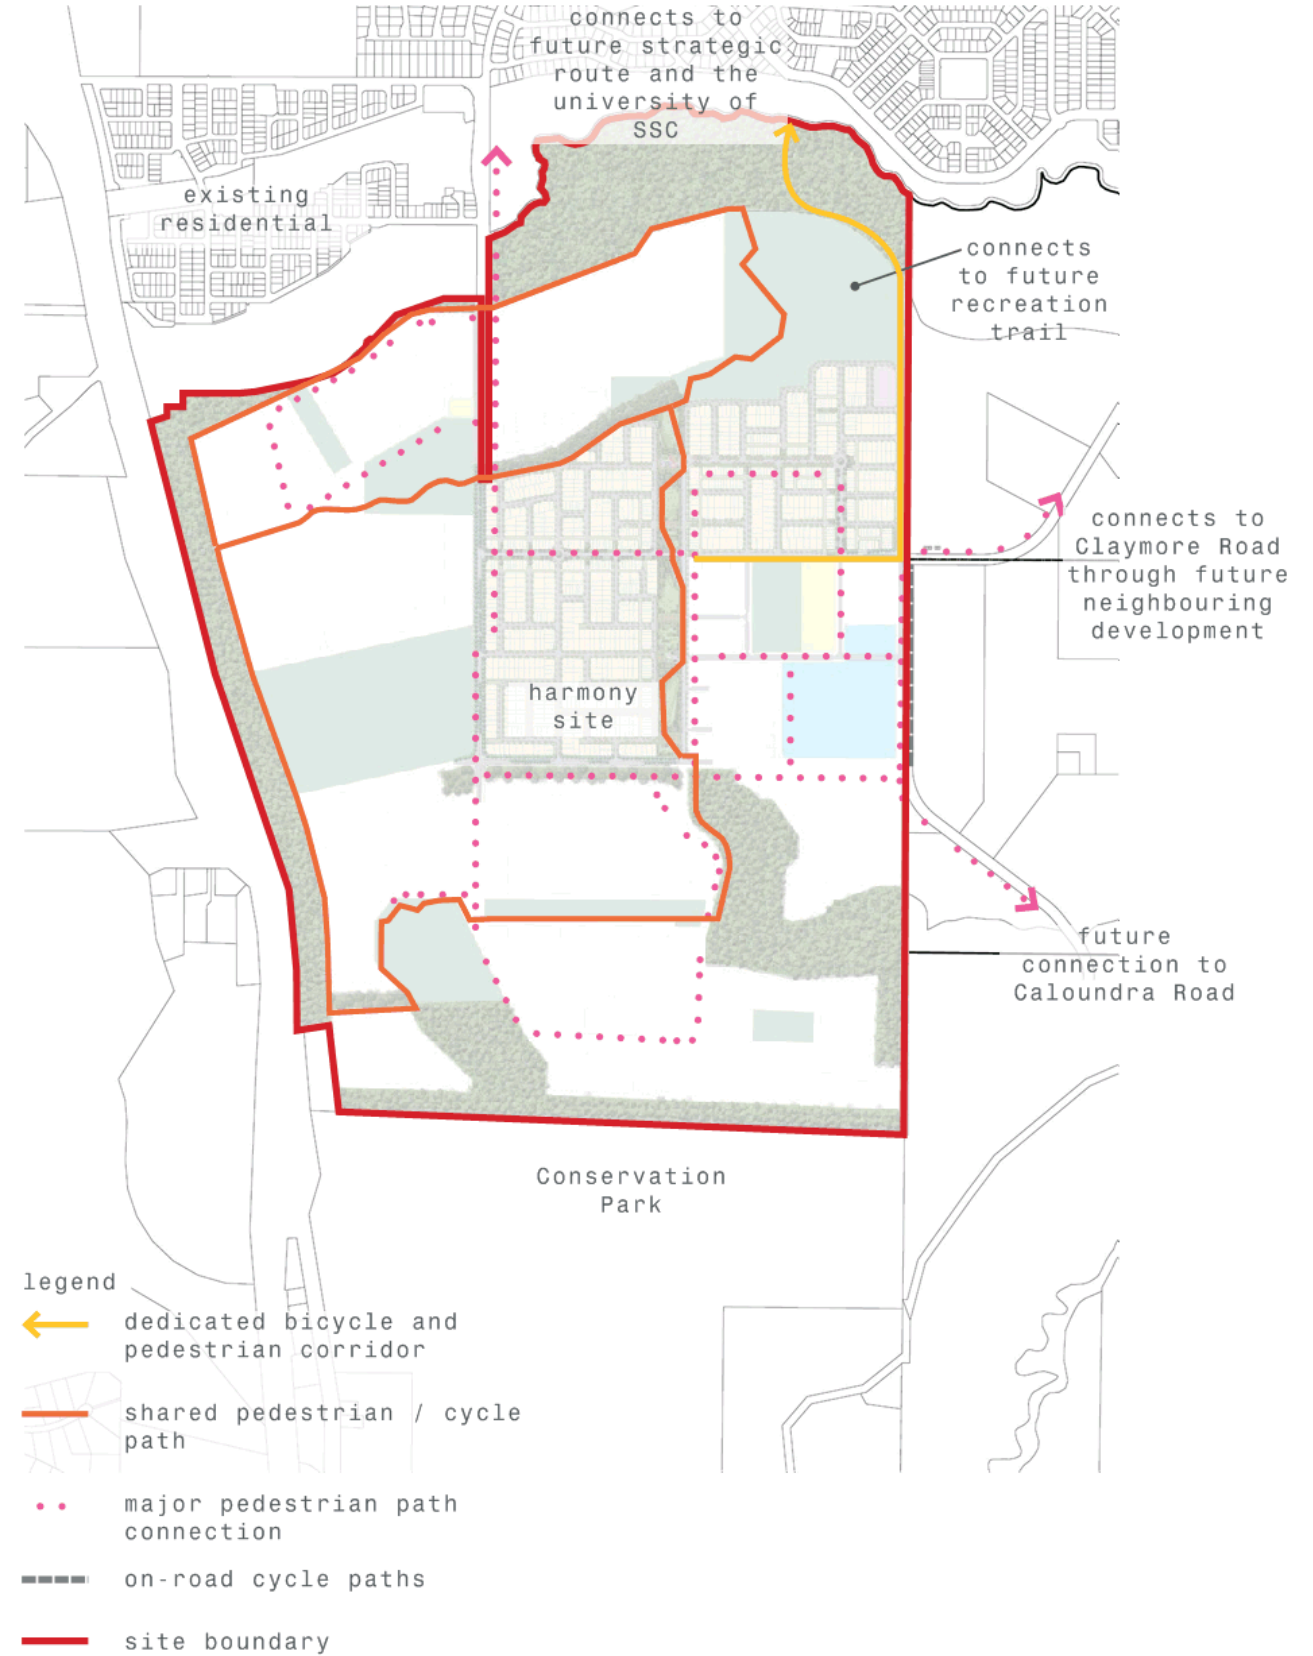 connects to
future strategic
route and the
university of
SSC
existing
residential
connects
to future
recreation
trail
connects to
Claymore Road
through future
neighbouring
development
harmony
site
future
connection to
Caloundra Road
Conservation
Park
legend
dedicated bicycle and
pedestrian corridor
shared pedestrian / cycle
path
major pedestrian path
connection
on-road cycle paths
site boundary